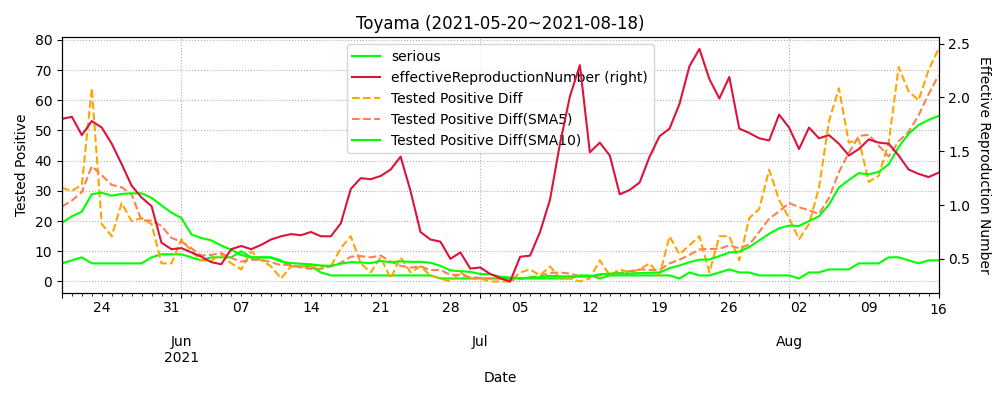 Toyama (2021-05-20~2021-08-18)
serious
effectiveReproductionNumber (right)
Tested Positive Diff
Tested Positive Diff(SMA5)
Tested Positive Diff(SMA10)
Tested Positive
80
70
60
50
40
30
20
10
0
Effective Reproduction Number
2.5
2.0
1.5
1.0
0.5
24 31 07 14 21 28 05 12 19 26 02 09 16
Jun Jul Aug
2021
Date